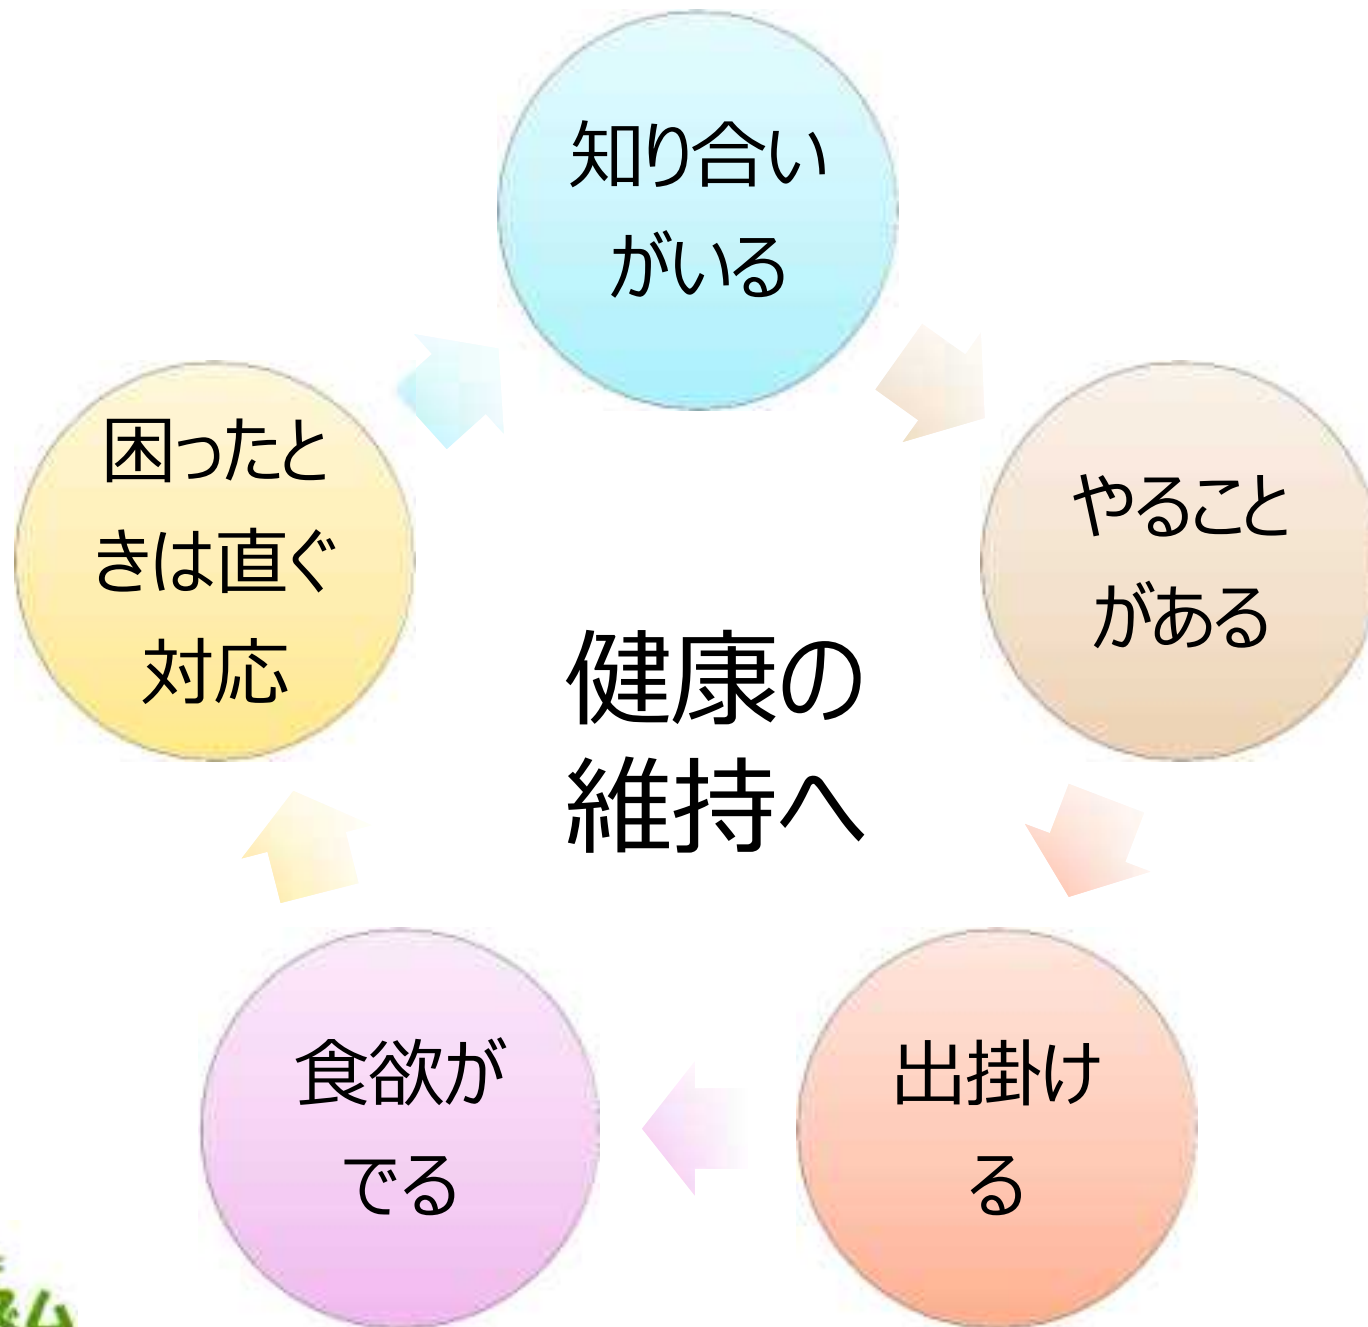 知り合い
がいる
やること
がある
出掛け
る
食欲が
でる
困ったと
きは直ぐ
対応
健康の
維持へ